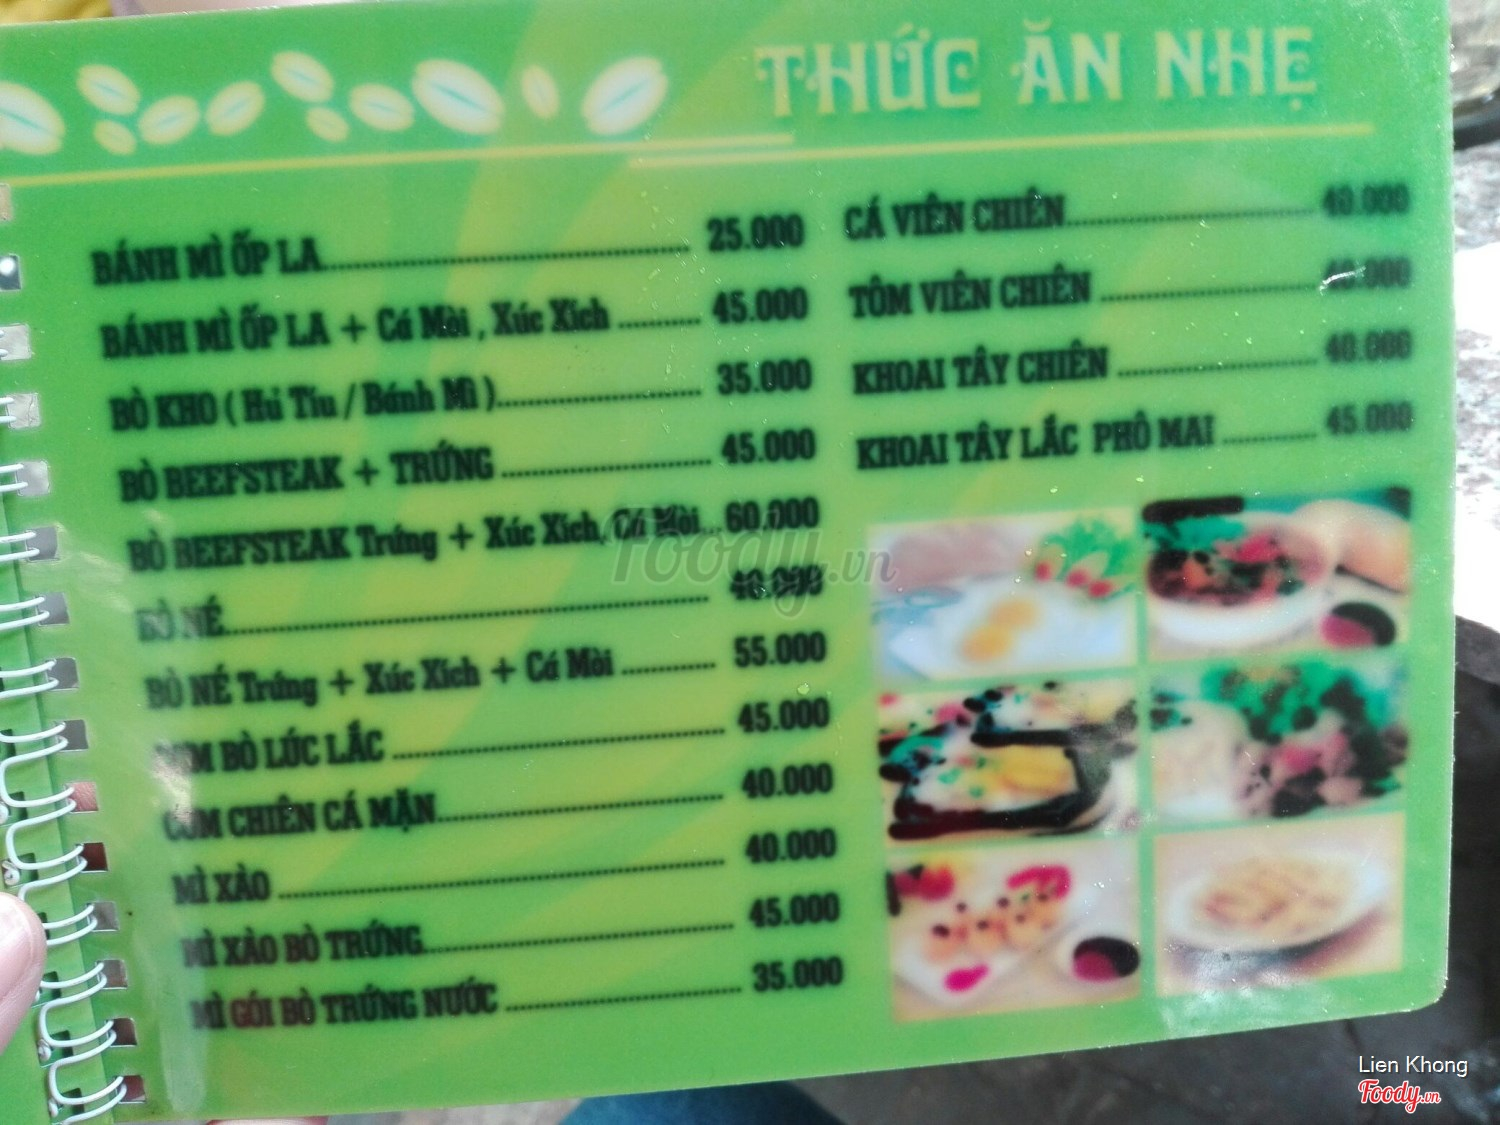 THỨC ĂN NHẸ
BÁNH MÌ ỐP LA........ 25.000
BÁNH MÌ ỐP LA + Cá Mòi , Xúc Xích ........ 45.000
BÒ KHO ( Hủ Tíu / Bánh Mì )........ 35.000
BÒ BEEFSTEAK + TRỨNG ........ 45.000
BÒ BEEFSTEAK Trứng + Xúc Xích, Cá Mòi... 60.000
BÒ NÉ........ 40.000
BÒ NÉ Trứng + Xúc Xích + Cá Mòi ........ 55.000
BÒ LÚC LẮC ........ 45.000
CƠM CHIÊN CÁ MẶN........ 40.000
MÌ XÀO ........ 40.000
MÌ XÀO BÒ TRỨNG........ 45.000
MÌ GÓI BÒ TRỨNG NƯỚC ........ 35.000
CÁ VIÊN CHIÊN........ 40.000
TÔM VIÊN CHIÊN ........ 40.000
KHOAI TÂY CHIÊN ........ 40.000
KHOAI TÂY LẮC PHÔ MAI ........ 45.000
foody.vn
Lien Khong
Foody.vn